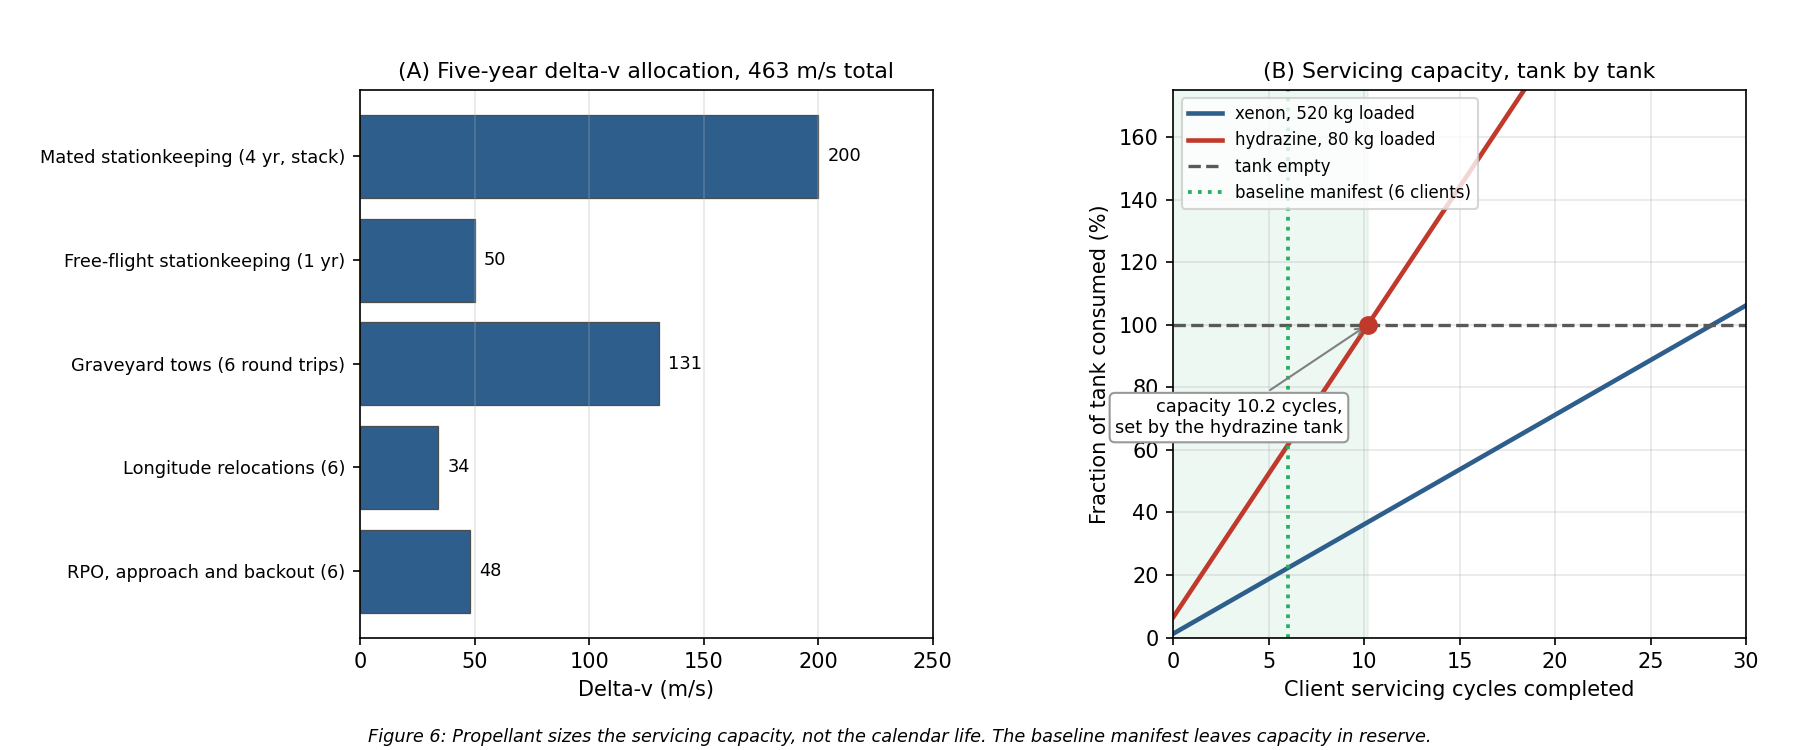 (A) Five-year delta-v allocation, 463 m/s total
Mated stationkeeping (4 yr, stack)
200
Free-flight stationkeeping (1 yr)
50
Graveyard tows (6 round trips)
131
Longitude relocations (6)
34
RPO, approach and backout (6)
48
0 50 100 150 200 250
Delta-v (m/s)
(B) Servicing capacity, tank by tank
xenon, 520 kg loaded
hydrazine, 80 kg loaded
tank empty
baseline manifest (6 clients)
Fraction of tank consumed (%)
160
140
120
100
80
60
40
20
0
capacity 10.2 cycles,
set by the hydrazine tank
0 5 10 15 20 25 30
Client servicing cycles completed
Figure 6: Propellant sizes the servicing capacity, not the calendar life. The baseline manifest leaves capacity in reserve.